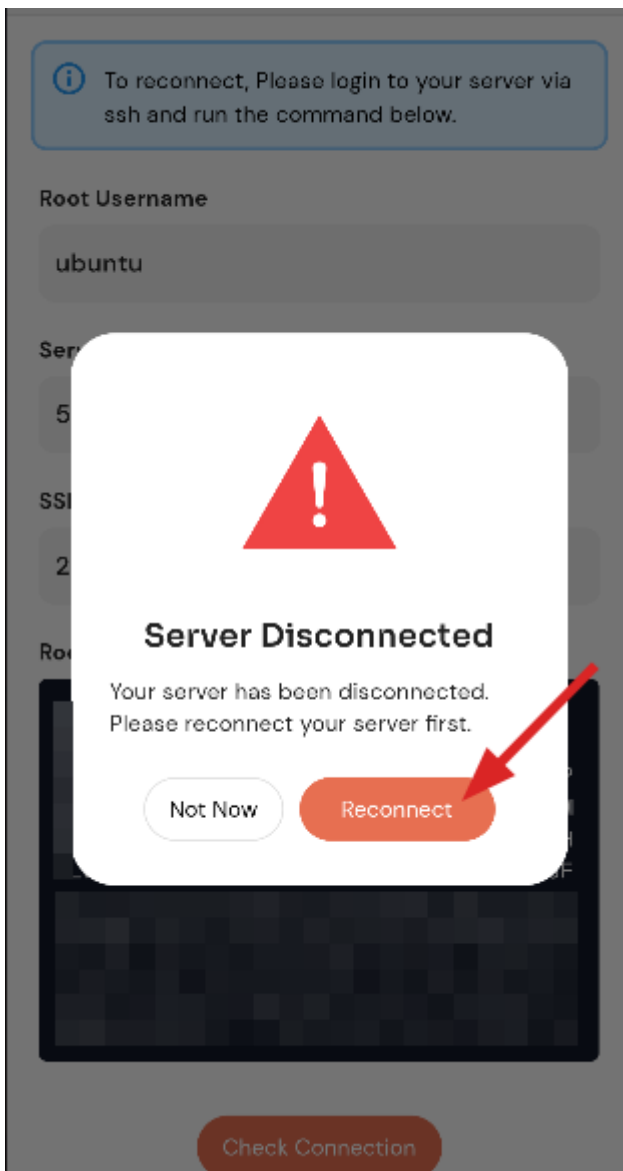 To reconnect, Please login to your server via
ssh and run the command below.
Root Username
ubuntu
Server Disconnected
Your server has been disconnected.
Please reconnect your server first.
Not Now
Reconnect
Check Connection